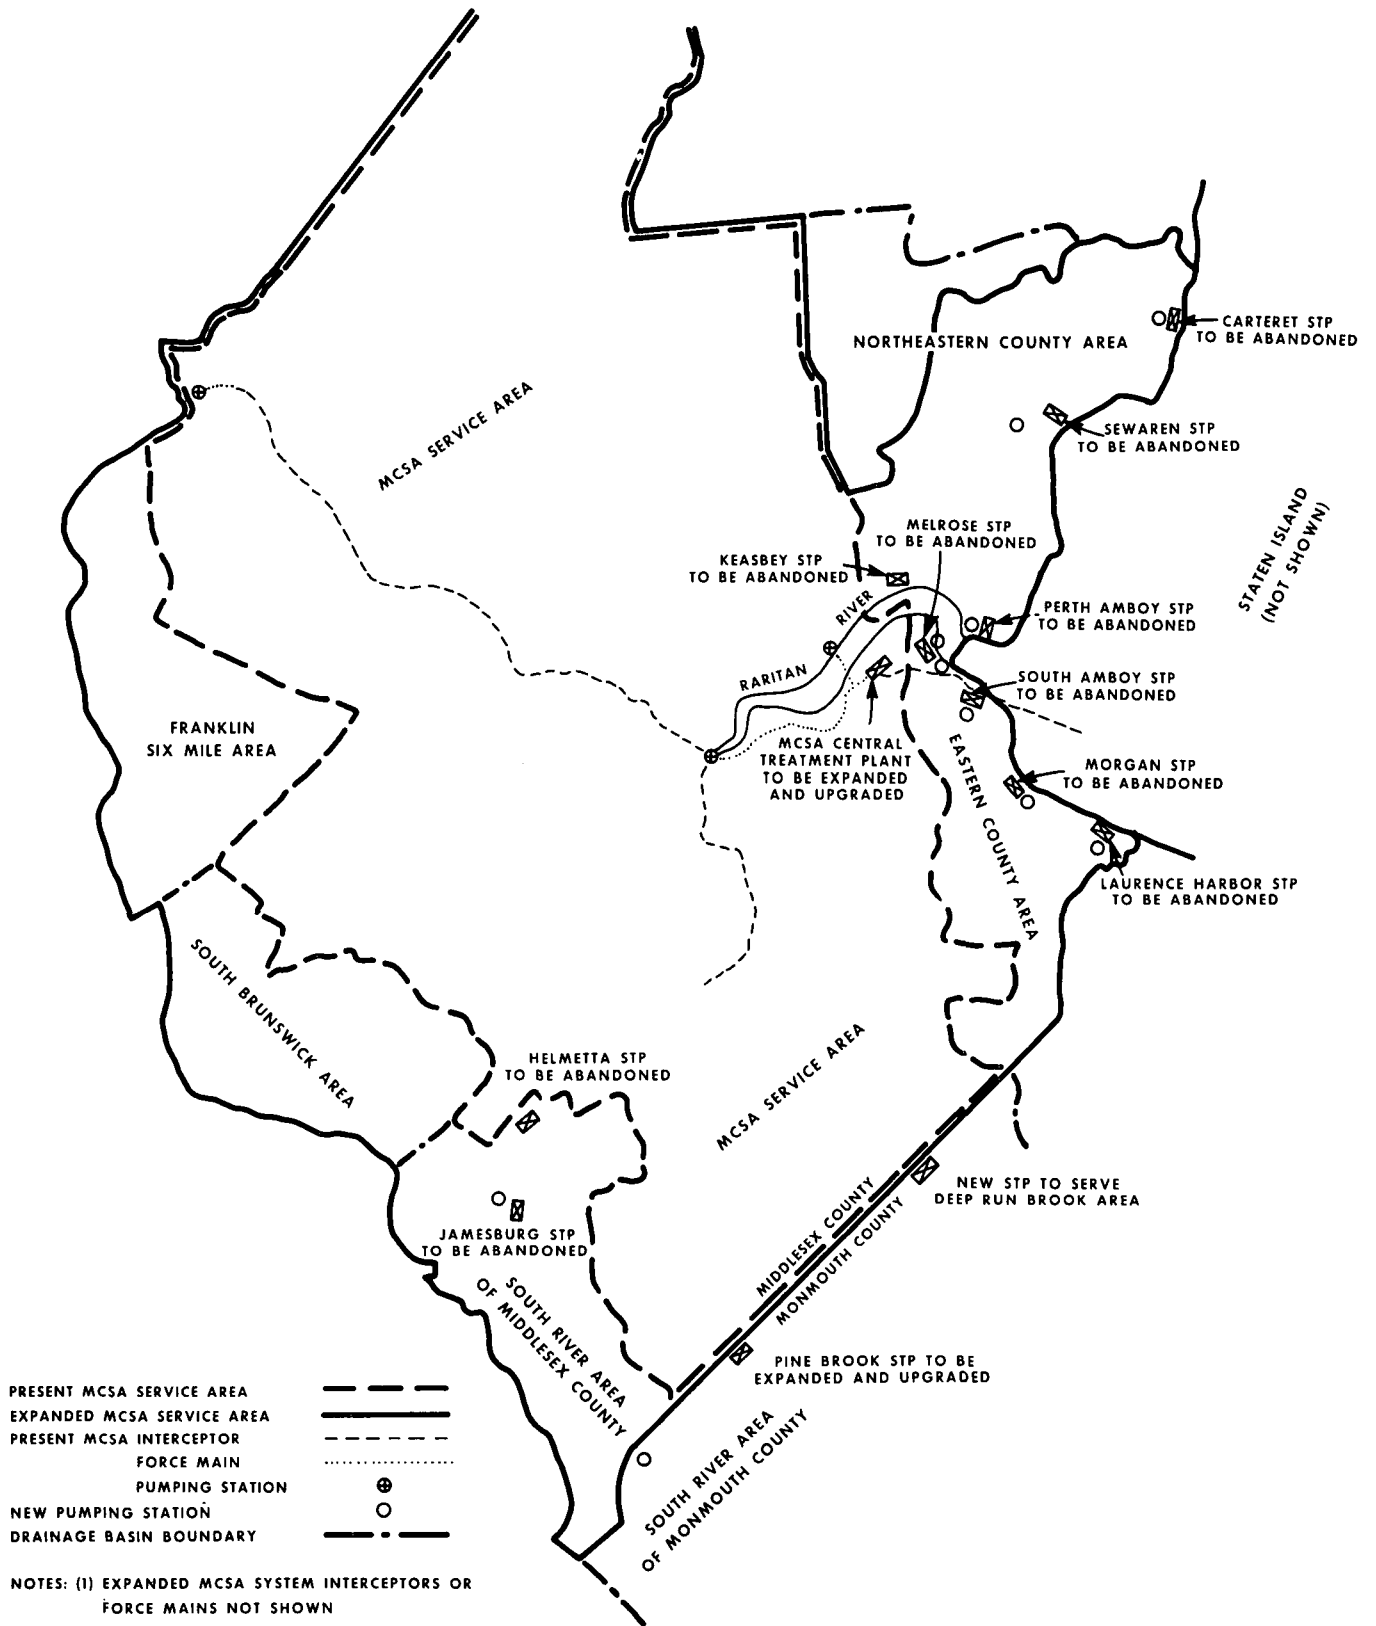 CARTERET STP
TO BE ABANDONED
NORTHEASTERN COUNTY AREA
MCSA SERVICE AREA
SEWAREN STP
TO BE ABANDONED
STATEN ISLAND
(NOT SHOWN)
MELROSE STP
TO BE ABANDONED
KEASBEY STP
TO BE ABANDONED
RARITAN RIVER
PERTH AMBOY STP
TO BE ABANDONED
SOUTH AMBOY STP
TO BE ABANDONED
FRANKLIN
SIX MILE AREA
MCSA CENTRAL
TREATMENT PLANT
TO BE EXPANDED
AND UPGRADED
EASTERN COUNTY AREA
MORGAN STP
TO BE ABANDONED
LAURENCE HARBOR STP
TO BE ABANDONED
SOUTH BRUNSWICK AREA
HELMETTA STP
TO BE ABANDONED
MCSA SERVICE AREA
NEW STP TO SERVE
DEEP RUN BROOK AREA
JAMESBURG STP
TO BE ABANDONED
MIDDLESEX COUNTY
MONMOUTH COUNTY
SOUTH RIVER AREA
OF MIDDLESEX COUNTY
PINE BROOK STP TO BE
EXPANDED AND UPGRADED
SOUTH RIVER AREA
OF MONMOUTH COUNTY
PRESENT MCSA SERVICE AREA
EXPANDED MCSA SERVICE AREA
PRESENT MCSA INTERCEPTOR
FORCE MAIN
PUMPING STATION
NEW PUMPING STATION
DRAINAGE BASIN BOUNDARY
NOTES: (1) EXPANDED MCSA SYSTEM INTERCEPTORS OR
FORCE MAINS NOT SHOWN